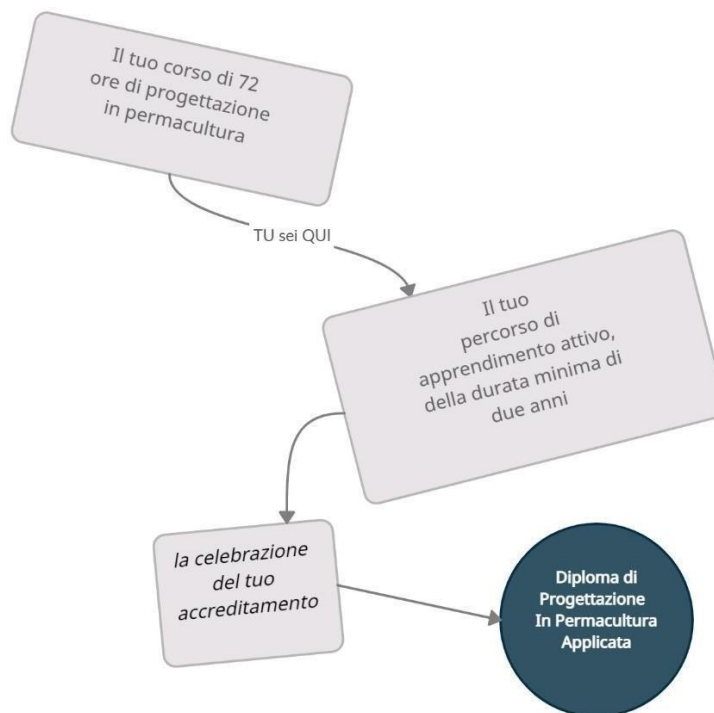 Il tuo corso di 72
ore di progettazione
in permacultura
TU sei QUI
Il tuo
percorso di
apprendimento attivo,
della durata minima di
due anni
la celebrazione
del tuo
accreditamento
Diploma di
Progettazione
In Permacultura
Applicata